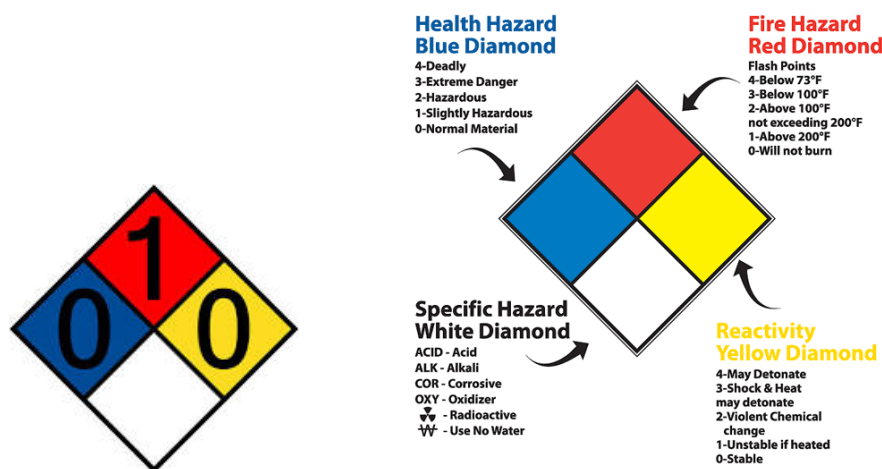 Health Hazard
Blue Diamond
4-Deadly
3-Extreme Danger
2-Hazardous
1-Slightly Hazardous
0-Normal Material
Fire Hazard
Red Diamond
Flash Points
4-Below 73°F
3-Below 100°F
2-Above 100°F
not exceeding 200°F
1-Above 200°F
0-Will not burn
1
0
0
Specific Hazard
White Diamond
ACID - Acid
ALK - Alkali
COR - Corrosive
OXY - Oxidizer
☢ - Radioactive
W - Use No Water
Reactivity
Yellow Diamond
4-May Detonate
3-Shock & Heat
may detonate
2-Violent Chemical
change
1-Unstable if heated
0-Stable